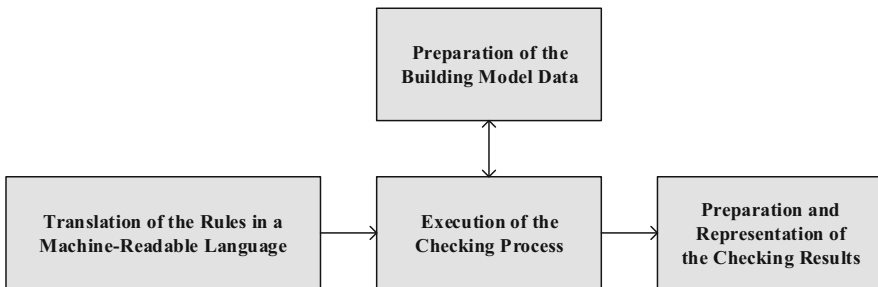 Preparation of the
Building Model Data
Translation of the Rules in a
Machine-Readable Language
Execution of the
Checking Process
Preparation and
Representation of
the Checking Results